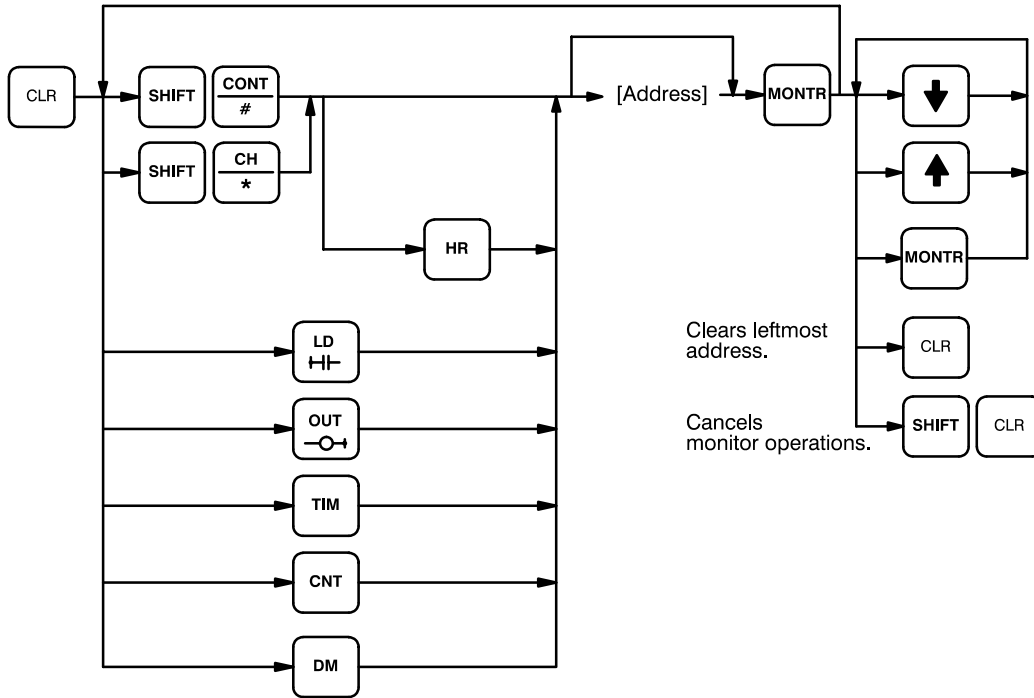 CLR
SHIFT
CONT
#
[Address]
MONTR
SHIFT
CH
*
HR
MONTR
LD
Clears leftmost
address.
CLR
OUT
Cancels
monitor operations.
SHIFT
CLR
TIM
CNT
DM